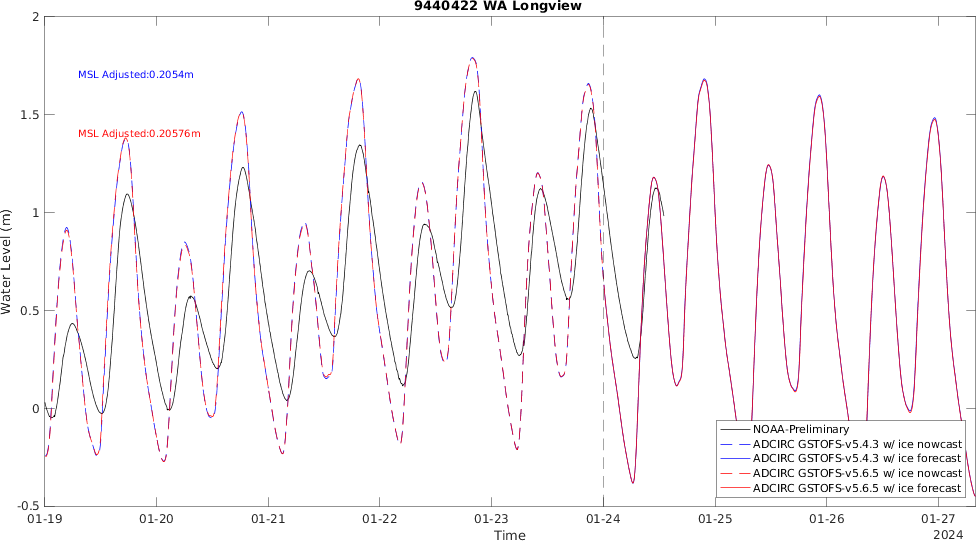 9440422 WA Longview
2
1.5
1
0.5
0
-0.5
Water Level (m)
MSL Adjusted:0.2054m
MSL Adjusted:0.20576m
NOAA-Preliminary
ADCIRC GSTOFS-v5.4.3 w/ ice nowcast
ADCIRC GSTOFS-v5.4.3 w/ ice forecast
ADCIRC GSTOFS-v5.6.5 w/ ice nowcast
ADCIRC GSTOFS-v5.6.5 w/ ice forecast
01-19 01-20 01-21 01-22 01-23 01-24 01-25 01-26 01-27
Time
2024